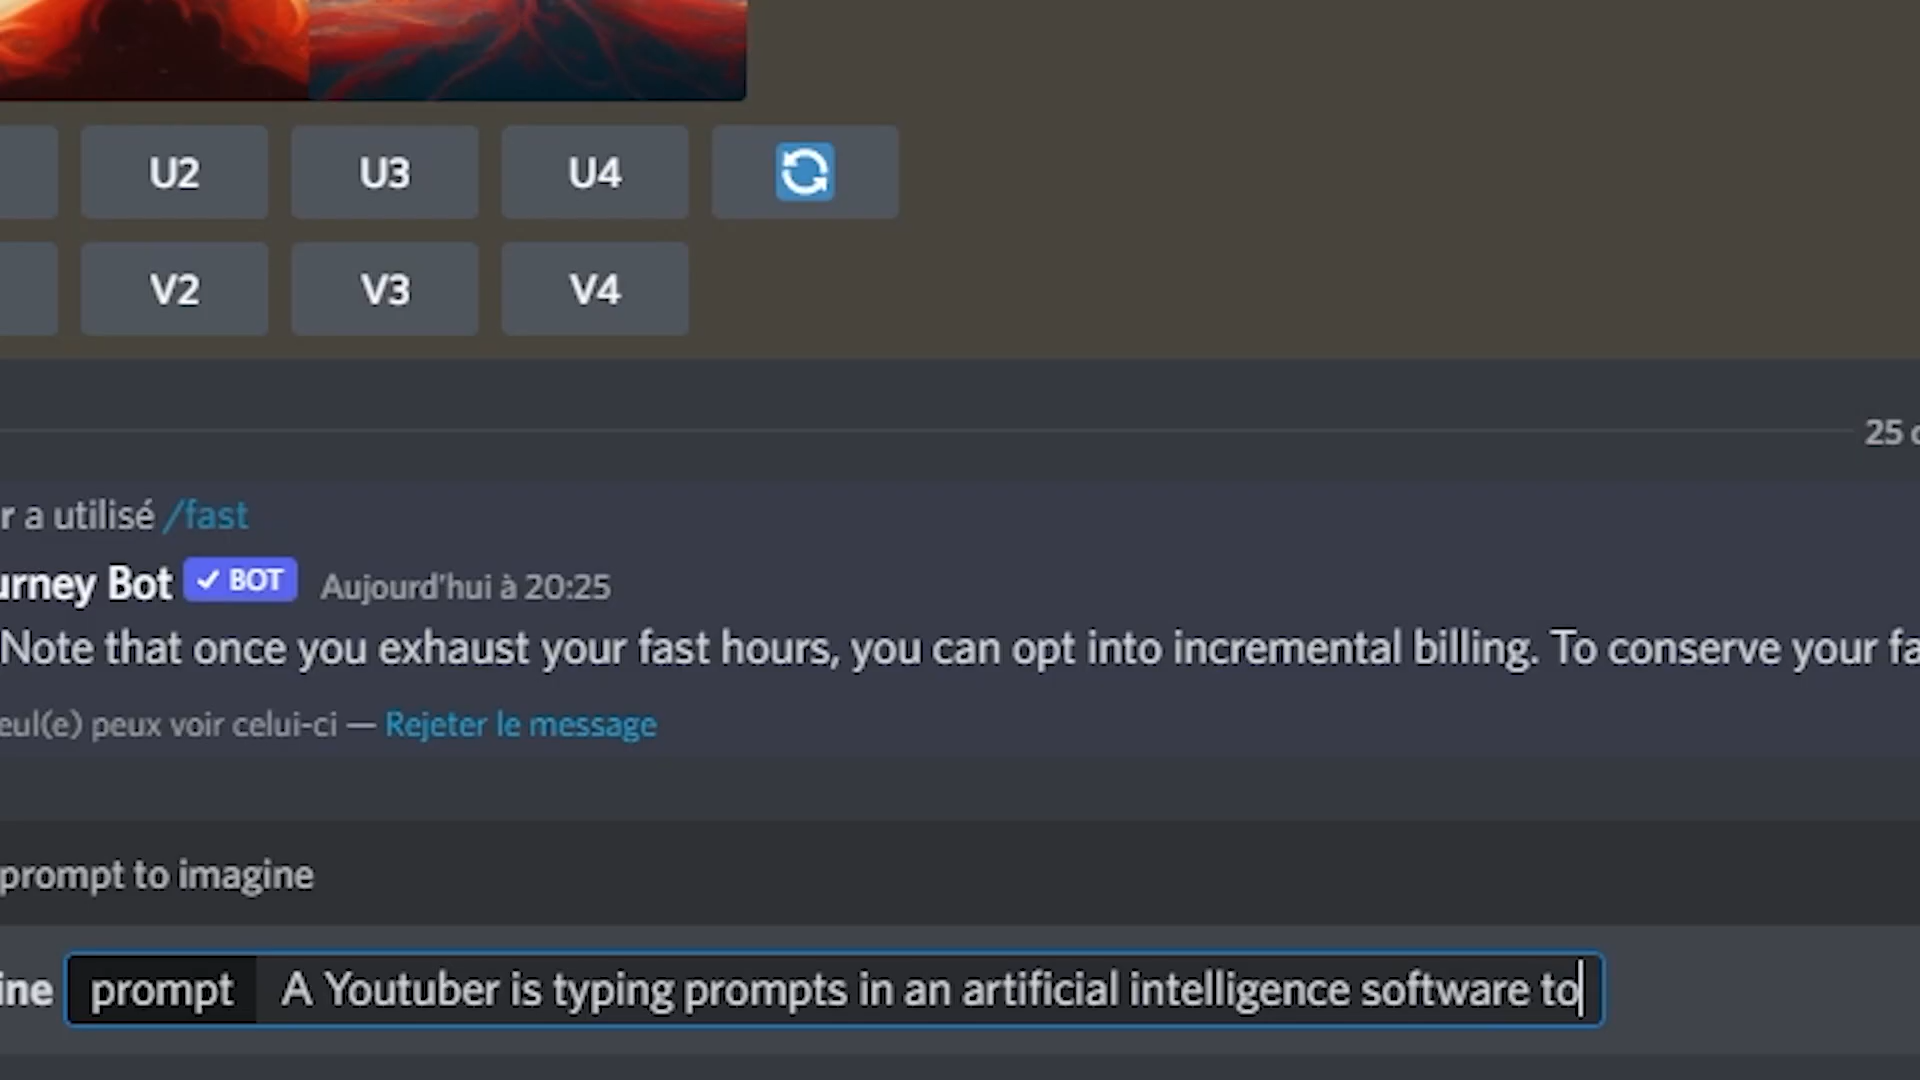 U2 U3 U4
V2 V3 V4
25
r a utilisé /fast
urney Bot ✓ BOT Aujourd'hui à 20:25
Note that once you exhaust your fast hours, you can opt into incremental billing. To conserve your fa
eul(e) peux voir celui-ci — Rejeter le message
prompt to imagine
ine prompt A Youtuber is typing prompts in an artificial intelligence software to